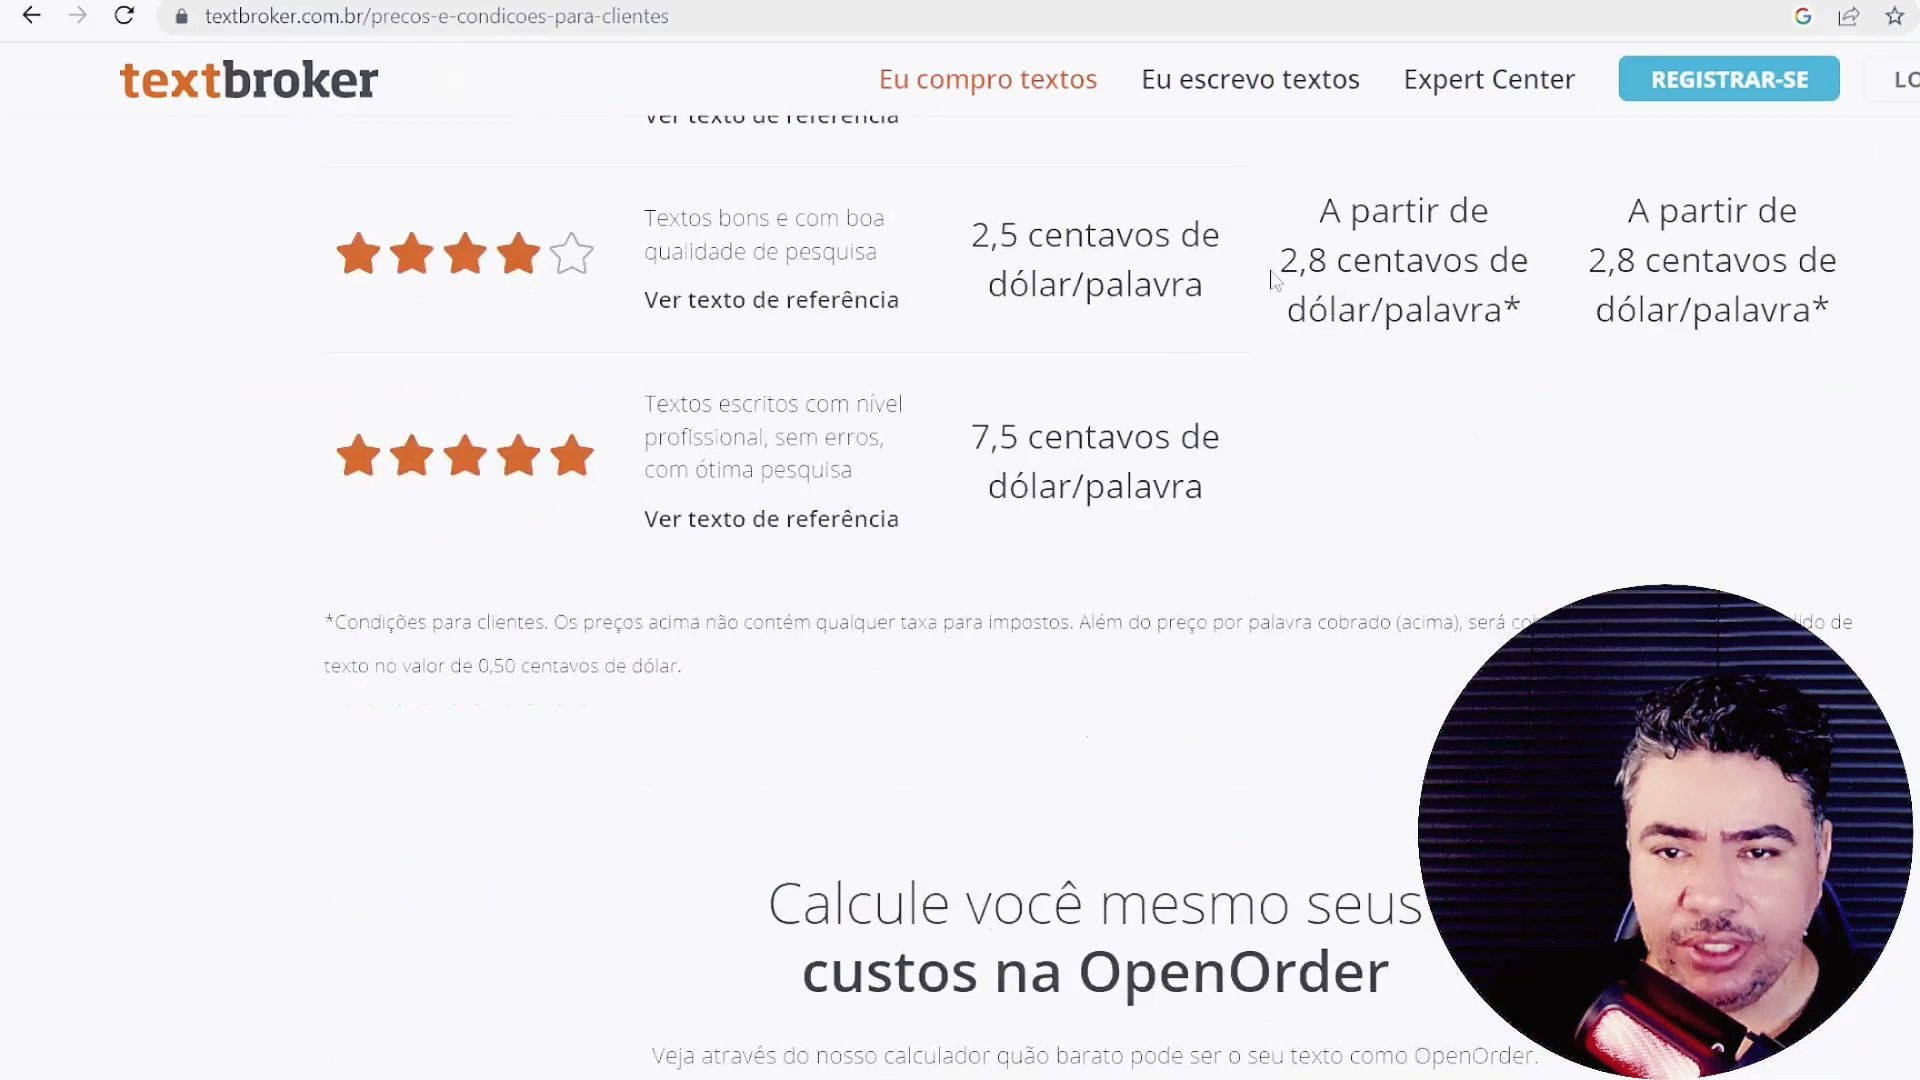 textbroker.com.br/precos-e-condicoes-para-clientes
textbroker
Eu compro textos
Eu escrevo textos
Expert Center
REGISTRAR-SE
Ver texto de referência
Textos bons e com boa
qualidade de pesquisa
Ver texto de referência
2,5 centavos de
dólar/palavra
A partir de
2,8 centavos de
dólar/palavra*
A partir de
2,8 centavos de
dólar/palavra*
Textos escritos com nível
profissional, sem erros,
com ótima pesquisa
Ver texto de referência
7,5 centavos de
dólar/palavra
*Condições para clientes. Os preços acima não contém qualquer taxa para impostos. Além do preço por palavra cobrado (acima), será de
texto no valor de 0,50 centavos de dólar.
Calcule você mesmo seus
custos na OpenOrder
Veja através do nosso calculador quão barato pode ser o seu texto como OpenOrder.